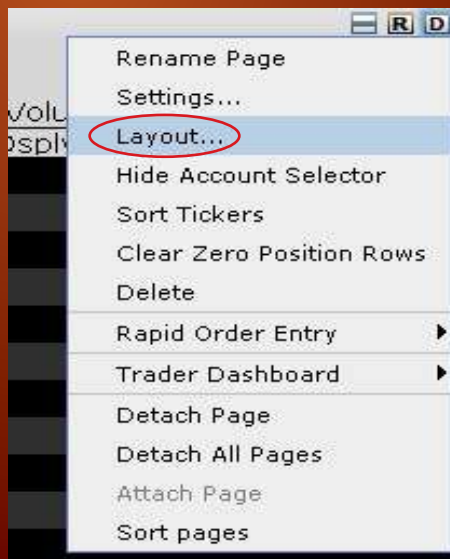 R D
Rename Page
Settings...
Layout...
Hide Account Selector
Sort Tickers
Clear Zero Position Rows
Delete
Rapid Order Entry
Trader Dashboard
Detach Page
Detach All Pages
Attach Page
Sort pages